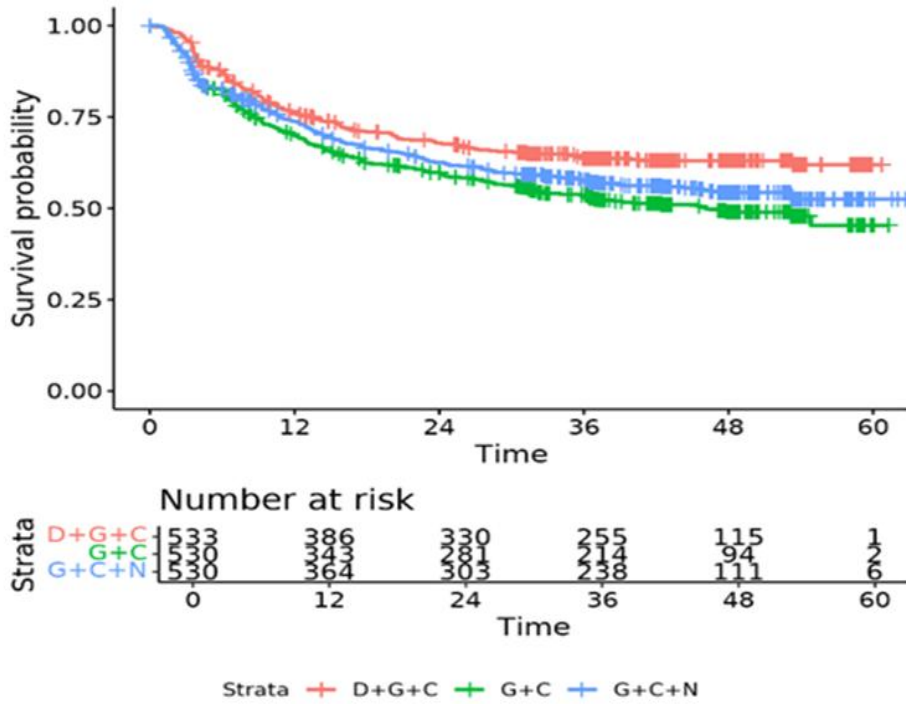 Survival probability
1.00
0.75
0.50
0.25
0.00
0 12 24 36 48 60
Time
Number at risk
Strata
D+G+C 533 386 330 255 115 1
G+C 530 343 281 214 94 2
G+C+N 530 364 303 238 111 6
0 12 24 36 48 60
Time
Strata D+G+C G+C G+C+N